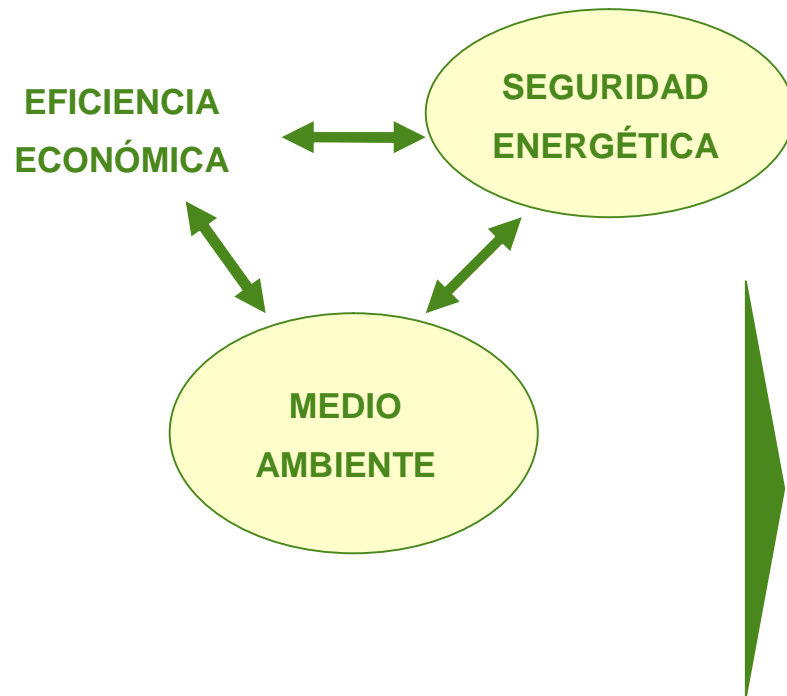 EFICIENCIA
ECONÓMICA
SEGURIDAD
ENERGÉTICA
MEDIO
AMBIENTE